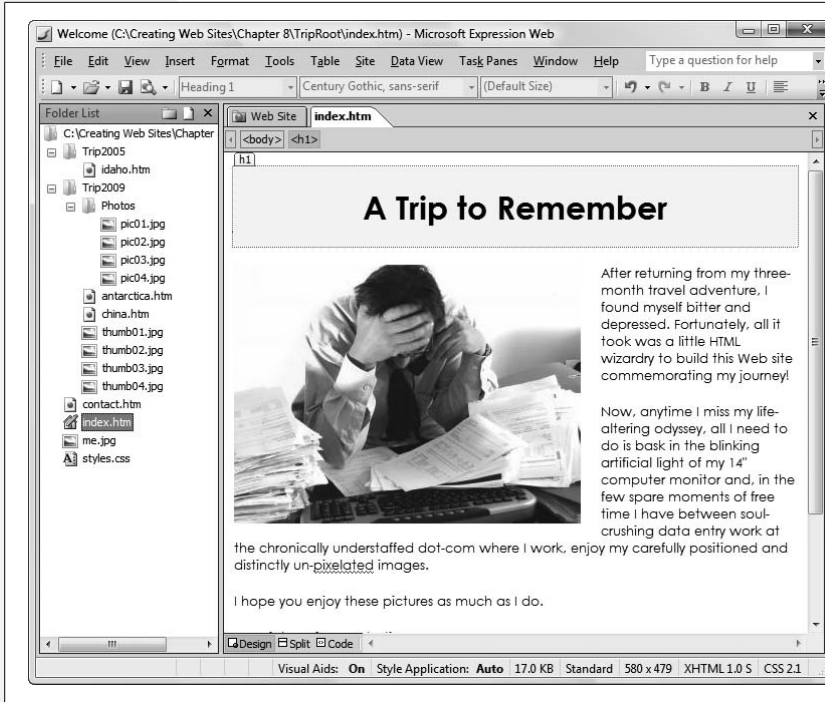 Welcome (C:\Creating Web Sites\Chapter 8\TripRoot\index.htm) - Microsoft Expression Web
File Edit View Insert Format Tools Table Site Data View Task Panes Window Help Type a question for help
Heading 1 Century Gothic, sans-serif (Default Size) B I U
Folder List
Web Site index.htm
C:\Creating Web Sites\Chapter
<body> <h1>
Trip2005
idaho.htm
Trip2009
Photos
pic01.jpg
pic02.jpg
pic03.jpg
pic04.jpg
antarctica.htm
china.htm
thumb01.jpg
thumb02.jpg
thumb03.jpg
thumb04.jpg
contact.htm
index.htm
me.jpg
styles.css
h1
A Trip to Remember
After returning from my three-
month travel adventure, I
found myself bitter and
depressed. Fortunately, all it
took was a little HTML
wizardry to build this Web site
commemorating my journey!
Now, anytime I miss my life-
altering odyssey, all I need to
do is bask in the blinking
artificial light of my 14"
computer monitor and, in the
few spare moments of free
time I have between soul-
crushing data entry work at
the chronically understaffed dot-com where I work, enjoy my carefully positioned and
distinctly un-pixelated images.
I hope you enjoy these pictures as much as I do.
Design Split Code
Visual Aids: On Style Application: Auto 17.0 KB Standard 580 x 479 XHTML 1.0 S CSS 2.1